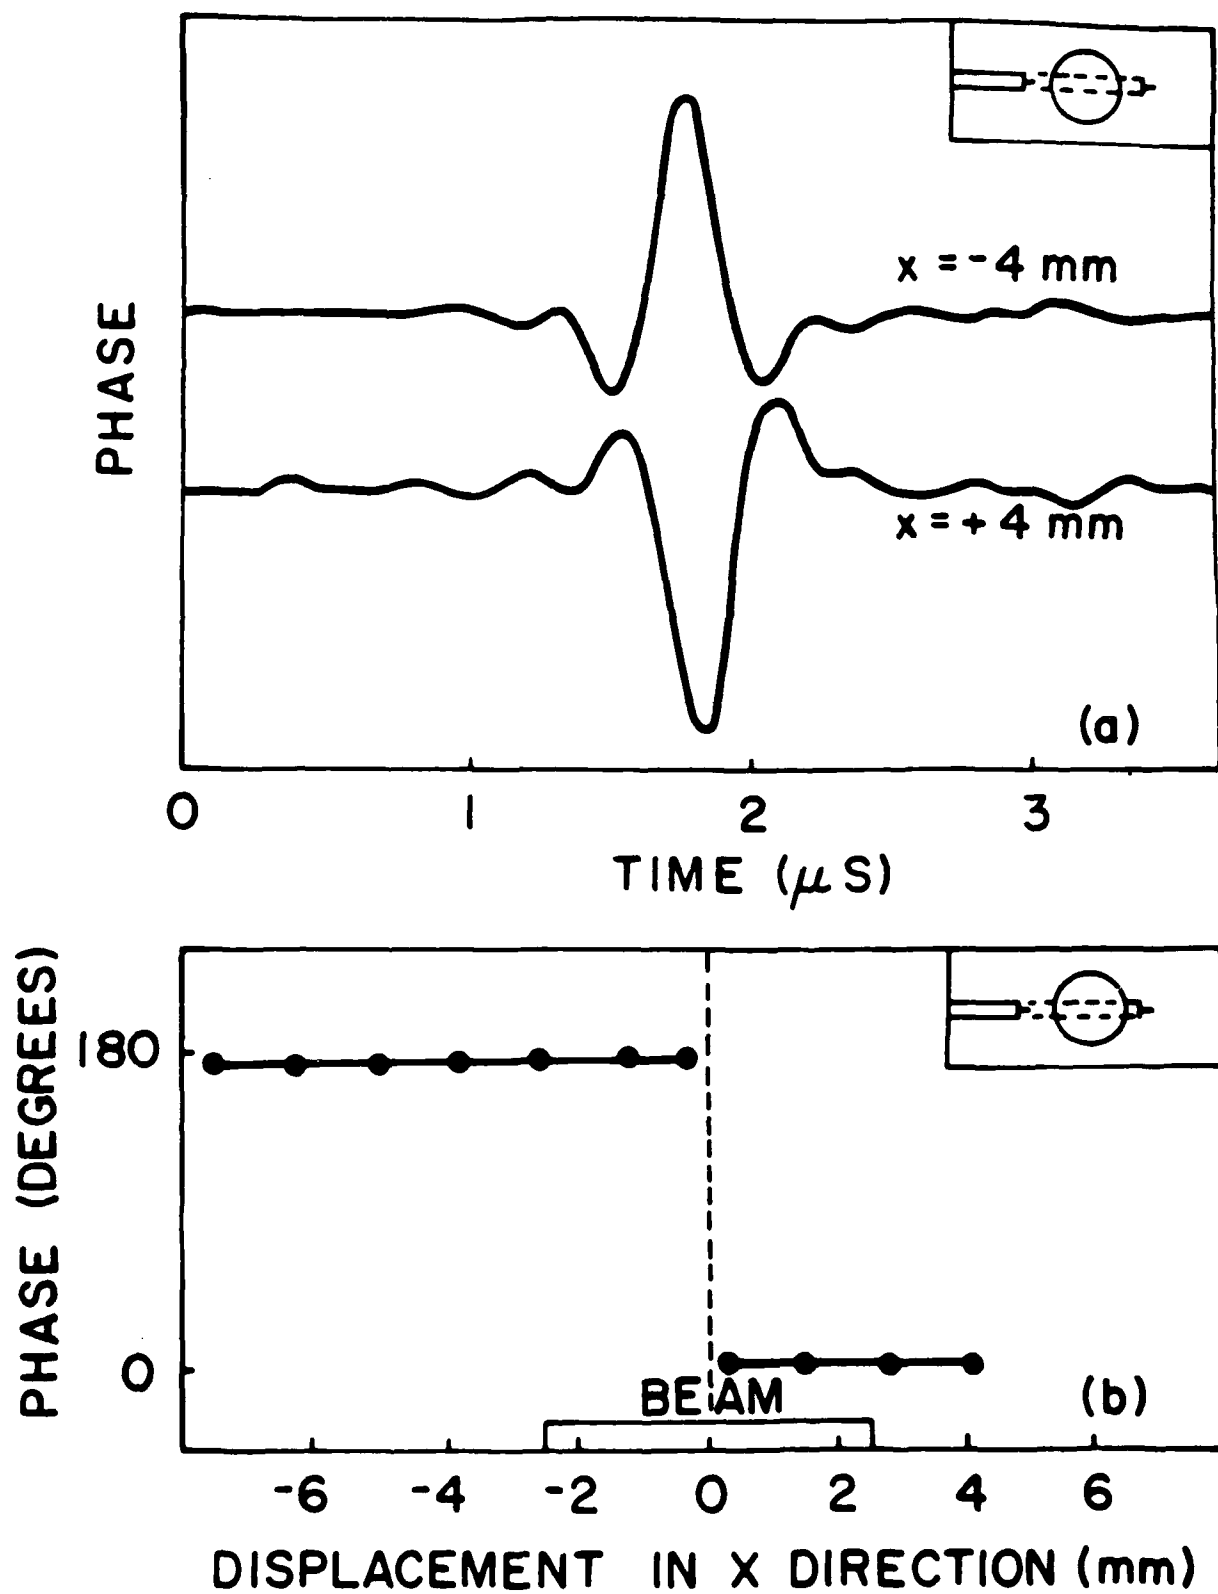 PHASE
x = -4 mm
x = + 4 mm
(a)
0 1 2 3
TIME (μS)
PHASE (DEGREES)
180
0
BEAM
(b)
-6 -4 -2 0 2 4 6
DISPLACEMENT IN X DIRECTION (mm)